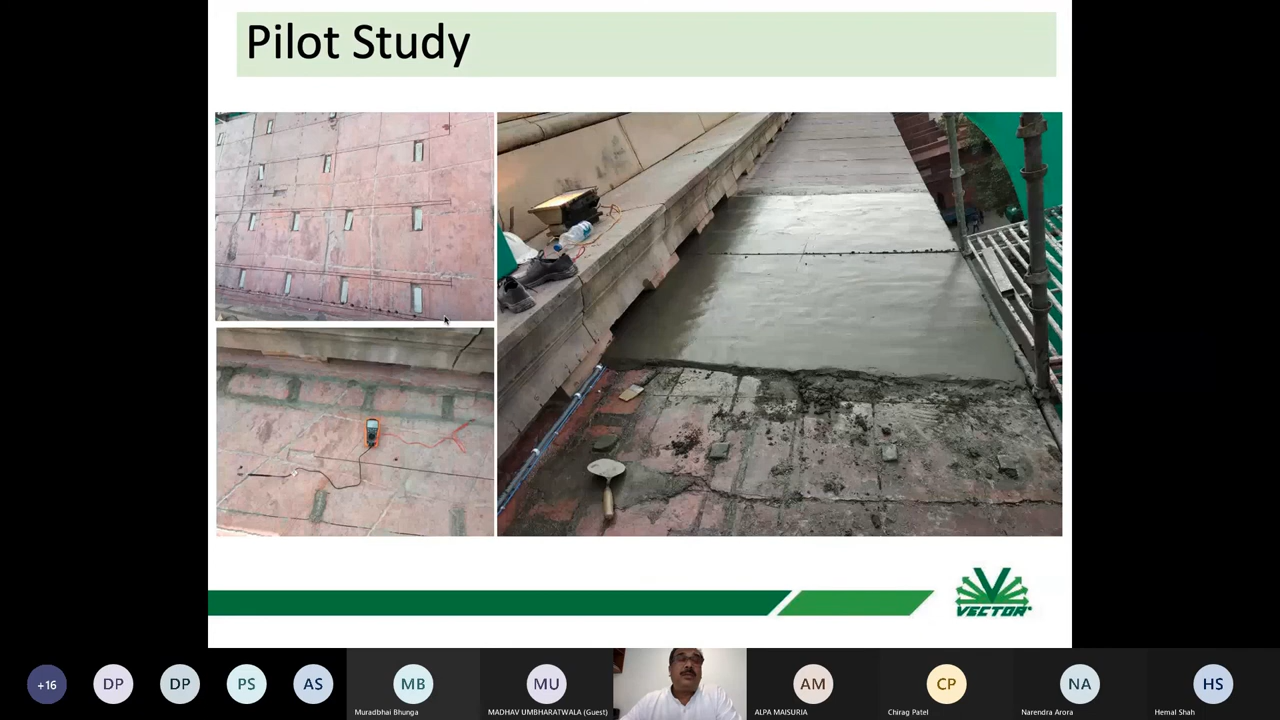 Pilot Study
VECTOR
+16
DP
DP
PS
AS
MB
Muradbhai Bhunga
MU
MADHAV UMBHARATWALA (Guest)
AM
ALPA MAISURIA
CP
Chirag Patel
NA
Narendra Arora
HS
Hemal Shah